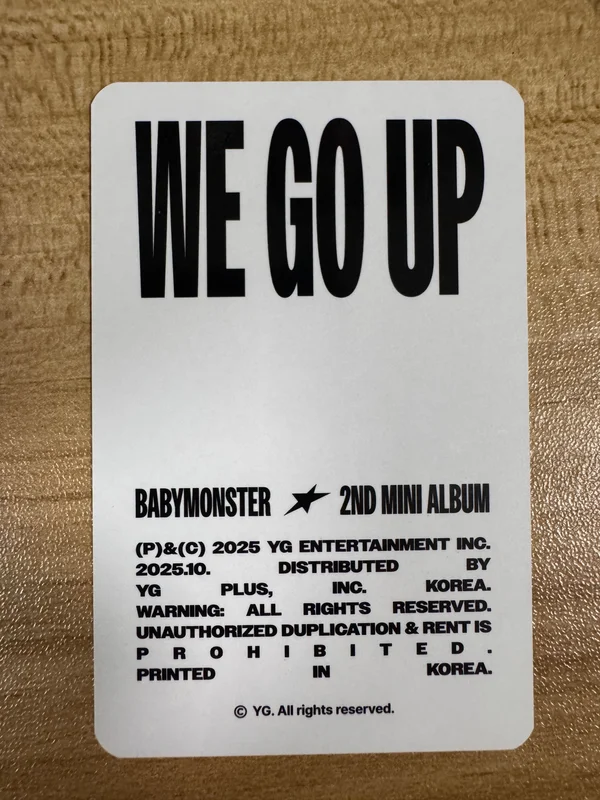 WE GO UP
BABYMONSTER ★ 2ND MINI ALBUM
(P)&(C) 2025 YG ENTERTAINMENT INC.
2025.10. DISTRIBUTED BY
YG PLUS, INC. KOREA.
WARNING: ALL RIGHTS RESERVED.
UNAUTHORIZED DUPLICATION & RENT IS
PROHIBITED.
PRINTED IN KOREA.
© YG. All rights reserved.